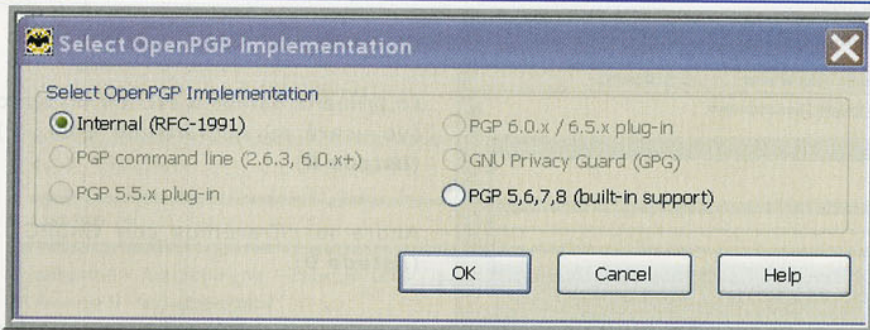 Select OpenPGP Implementation
Select OpenPGP Implementation
Internal (RFC-1991)
PGP command line (2.6.3, 6.0.x+)
PGP 5.5.x plug-in
PGP 6.0.x / 6.5.x plug-in
GNU Privacy Guard (GPG)
PGP 5,6,7,8 (built-in support)
OK
Cancel
Help